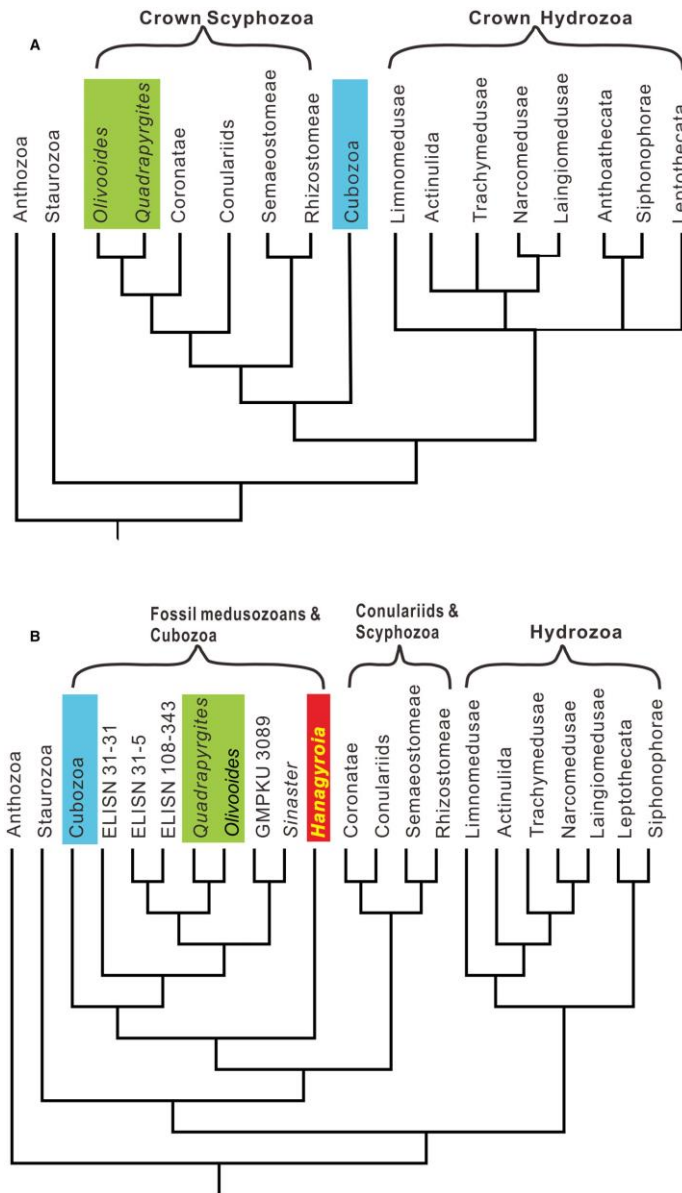 Crown Scyphozoa
Crown Hydrozoa
A
Anthozoa
Staurozoa
Olivooides
Quadrapyrgites
Coronatae
Conulariids
Semaeostomeae
Rhizostomeae
Cubozoa
Limnomedusae
Actinulida
Trachymedusae
Narcomedusae
Laingiomedusae
Anthoathecata
Siphonophorae
Leptothecata
B
Fossil medusozoans &
Cubozoa
Conulariids &
Scyphozoa
Hydrozoa
Anthozoa
Staurozoa
Cubozoa
ELISN 31-31
ELISN 31-5
ELISN 108-343
Quadrapyrgites
Olivooides
GMPKU 3089
Sinaster
Hanagyroia
Coronatae
Conulariids
Semaeostomeae
Rhizostomeae
Limnomedusae
Actinulida
Trachymedusae
Narcomedusae
Laingiomedusae
Leptothecata
Siphonophorae